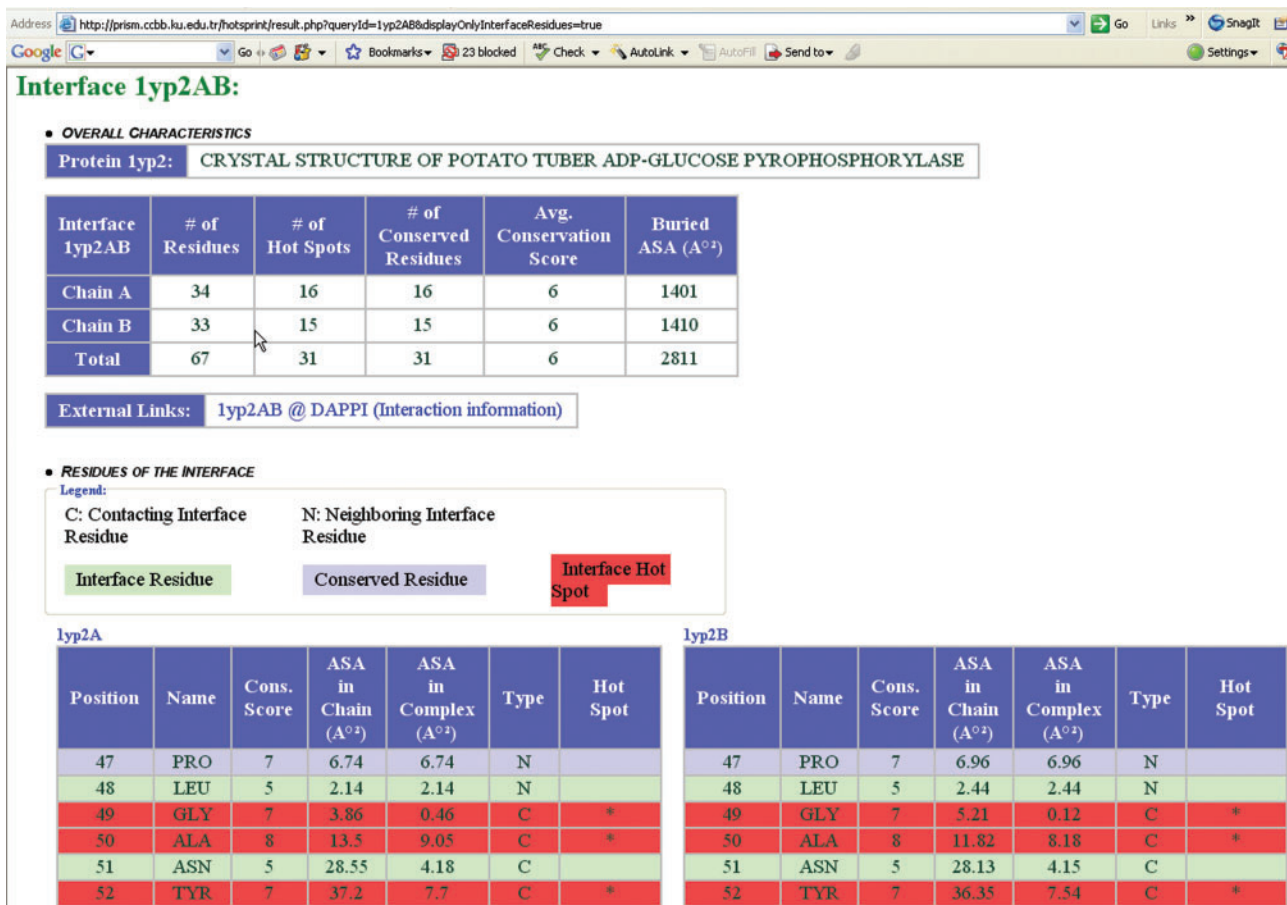 Address http://prism.ccbb.ku.edu.tr/hotsprint/result.php?queryId=1yp2AB&displayOnlyInterfaceResidues=true Go Links » SnagIt
Google G Go Bookmarks 23 blocked ABC Check AutoLink AutoFill Send to Settings
Interface 1yp2AB:
• OVERALL CHARACTERISTICS
Protein 1yp2: CRYSTAL STRUCTURE OF POTATO TUBER ADP-GLUCOSE PYROPHOSPHORYLASE
Interface 1yp2AB # of Residues # of Hot Spots # of Conserved Residues Avg. Conservation Score Buried ASA (A°²)
Chain A 34 16 16 6 1401
Chain B 33 15 15 6 1410
Total 67 31 31 6 2811
External Links: 1yp2AB @ DAPPI (Interaction information)
• RESIDUES OF THE INTERFACE
Legend:
C: Contacting Interface Residue N: Neighboring Interface Residue
Interface Residue Conserved Residue Interface Hot Spot
1yp2A
Position Name Cons. Score ASA in Chain (A°²) ASA in Complex (A°²) Type Hot Spot
47 PRO 7 6.74 6.74 N
48 LEU 5 2.14 2.14 N
49 GLY 7 3.86 0.46 C *
50 ALA 8 13.5 9.05 C *
51 ASN 5 28.55 4.18 C
52 TYR 7 37.2 7.7 C *
1yp2B
Position Name Cons. Score ASA in Chain (A°²) ASA in Complex (A°²) Type Hot Spot
47 PRO 7 6.96 6.96 N
48 LEU 5 2.44 2.44 N
49 GLY 7 5.21 0.12 C *
50 ALA 8 11.82 8.18 C *
51 ASN 5 28.13 4.15 C
52 TYR 7 36.35 7.54 C *